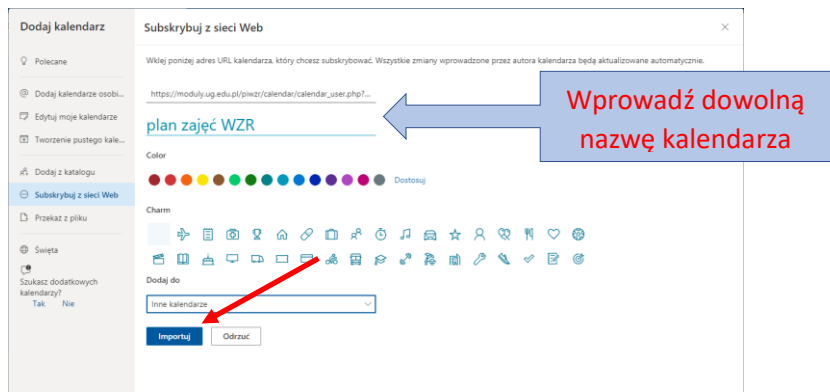 Dodaj kalendarz
Polecane
Dodaj kalendarze osobi...
Edytuj moje kalendarze
Tworzenie pustego kale...
Dodaj z katalogu
Subskrybuj z sieci Web
Przekaż z pliku
Święta
Szukasz dodatkowych
kalendarzy?
Tak Nie
Subskrybuj z sieci Web
Wklej poniżej adres URL kalendarza, który chcesz subskrybować. Wszystkie zmiany wprowadzone przez autora kalendarza będą aktualizowane automatycznie.
https://moduly.ug.edu.pl/piwzr/calendar/calendar_user.php?...
plan zajęć WZR
Wprowadź dowolną
nazwę kalendarza
Color
Dostosuj
Charm
Dodaj do
Inne kalendarze
Importuj Odrzuć